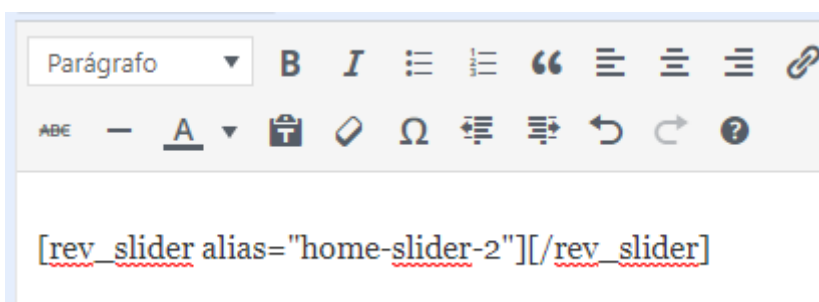 Parágrafo B I
ABC A Ω
[rev_slider alias="home-slider-2"][/rev_slider]